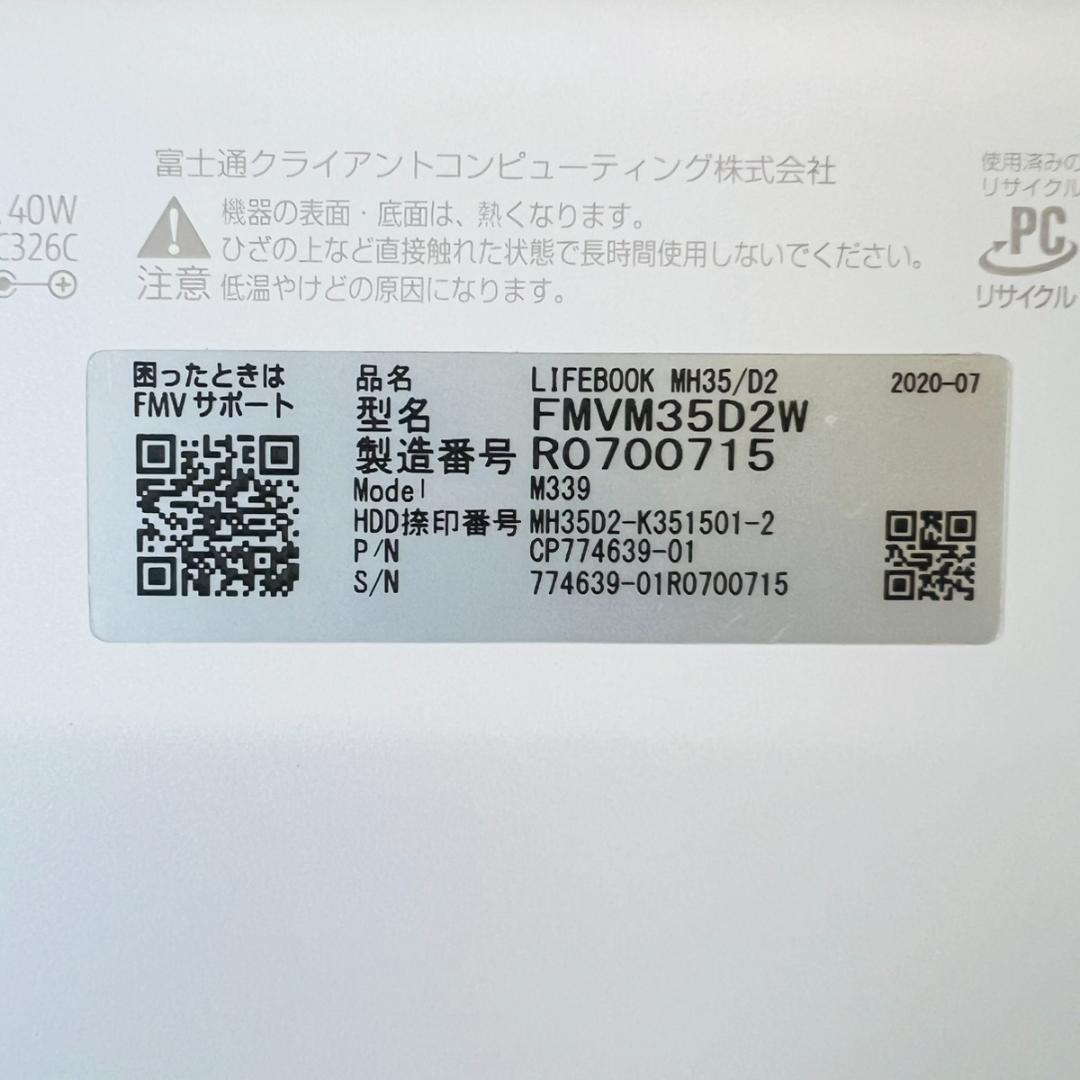 富士通クライアントコンピューティング株式会社
40W
C326C
注意
機器の表面・底面は、熱くなります。
ひざの上など直接触れた状態で長時間使用しないでください。
低温やけどの原因になります。
使用済みの
リサイクル
PC
リサイクル
困ったときは
FMVサポート
品名 LIFEBOOK MH35/D2 2020-07
型名 FMVM35D2W
製造番号 R0700715
Model M339
HDD捺印番号 MH35D2-K351501-2
P/N CP774639-01
S/N 774639-01R0700715